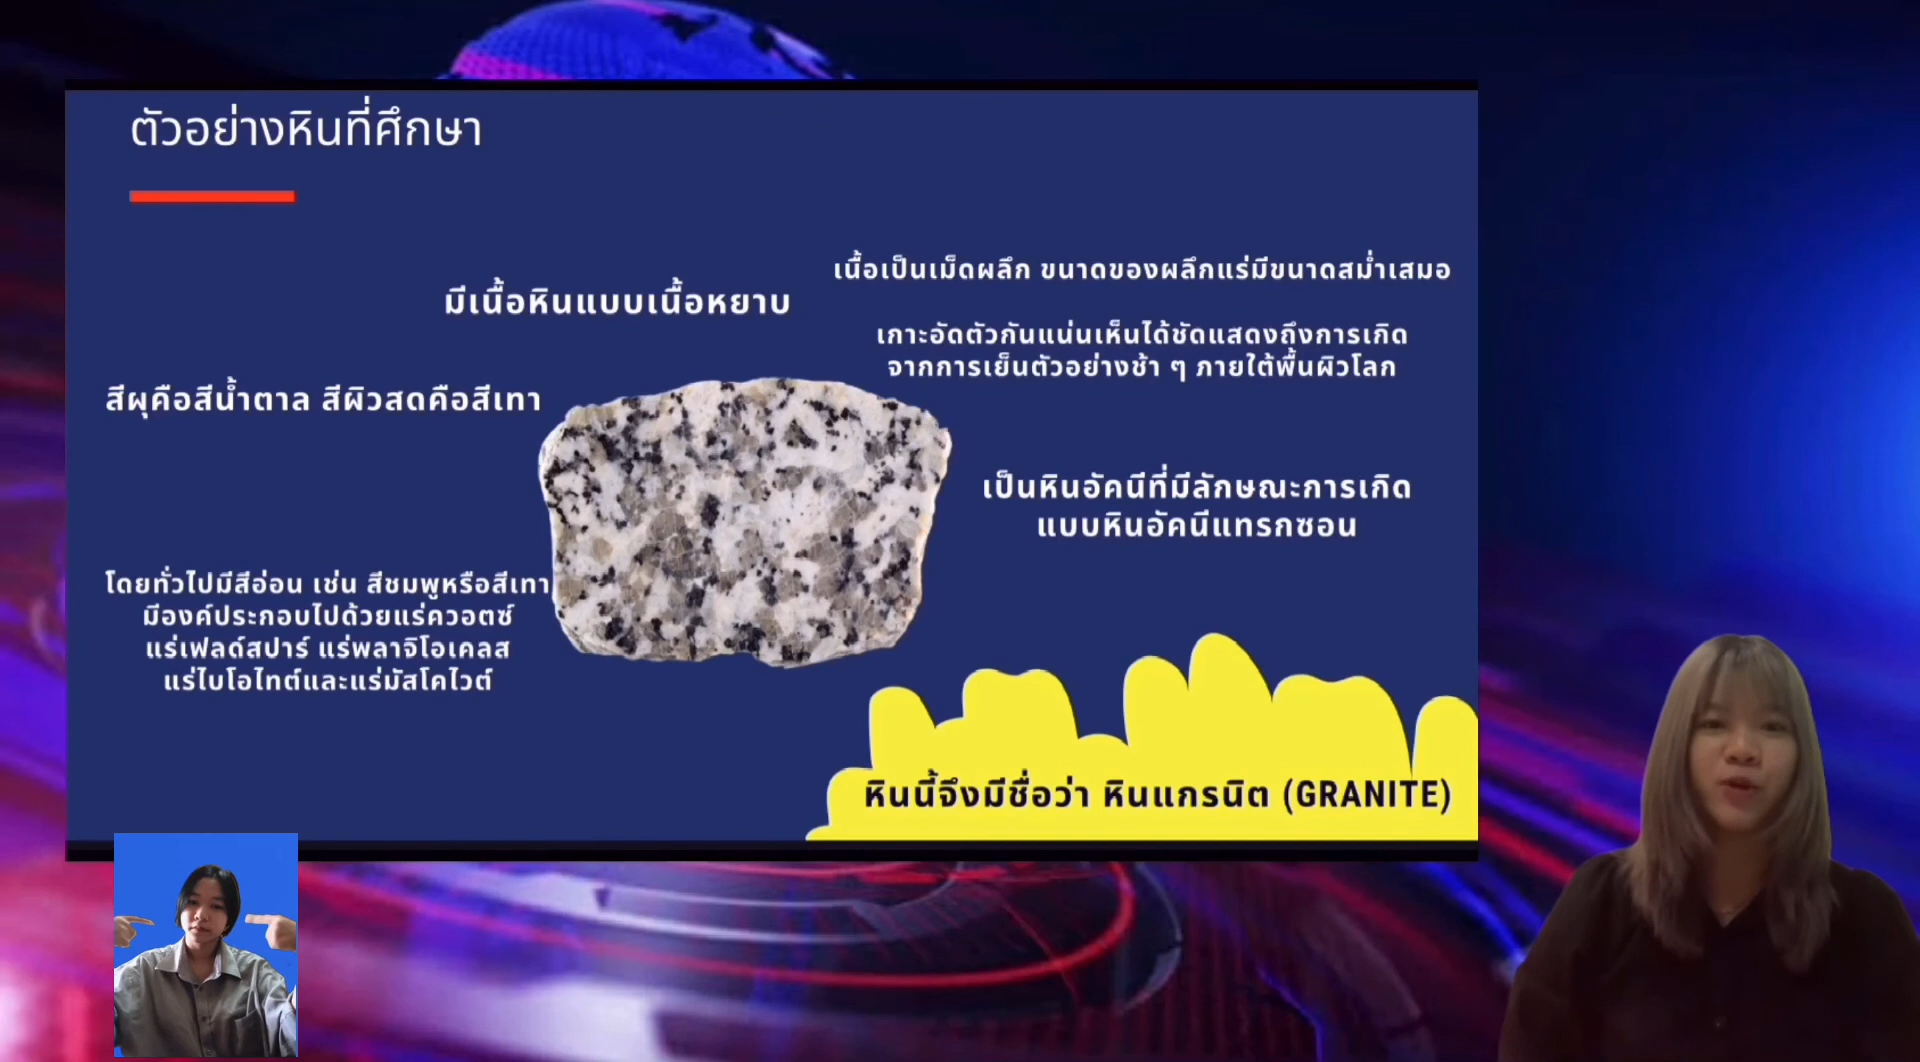 ตัวอย่างหินที่ศึกษา
มีเนื้อหินแบบเนื้อหยาบ
เนื้อเป็นเม็ดผลึก ขนาดของผลึกแร่มีขนาดสม่ำเสมอ
เกาะอัดตัวกันแน่นเห็นได้ชัดแสดงถึงการเกิด
จากการเย็นตัวอย่างช้า ๆ ภายใต้พื้นผิวโลก
สีผุคือสีน้ำตาล สีผิวสดคือสีเทา
เป็นหินอัคนีที่มีลักษณะการเกิด
แบบหินอัคนีแทรกซอน
โดยทั่วไปมีสีอ่อน เช่น สีชมพูหรือสีเทา
มีองค์ประกอบไปด้วยแร่ควอตซ์
แร่เฟลด์สปาร์ แร่พลาจิโอเคลส
แร่ไบโอไทต์และแร่มัสโคไวต์
หินนี้จึงมีชื่อว่า หินแกรนิต (GRANITE)